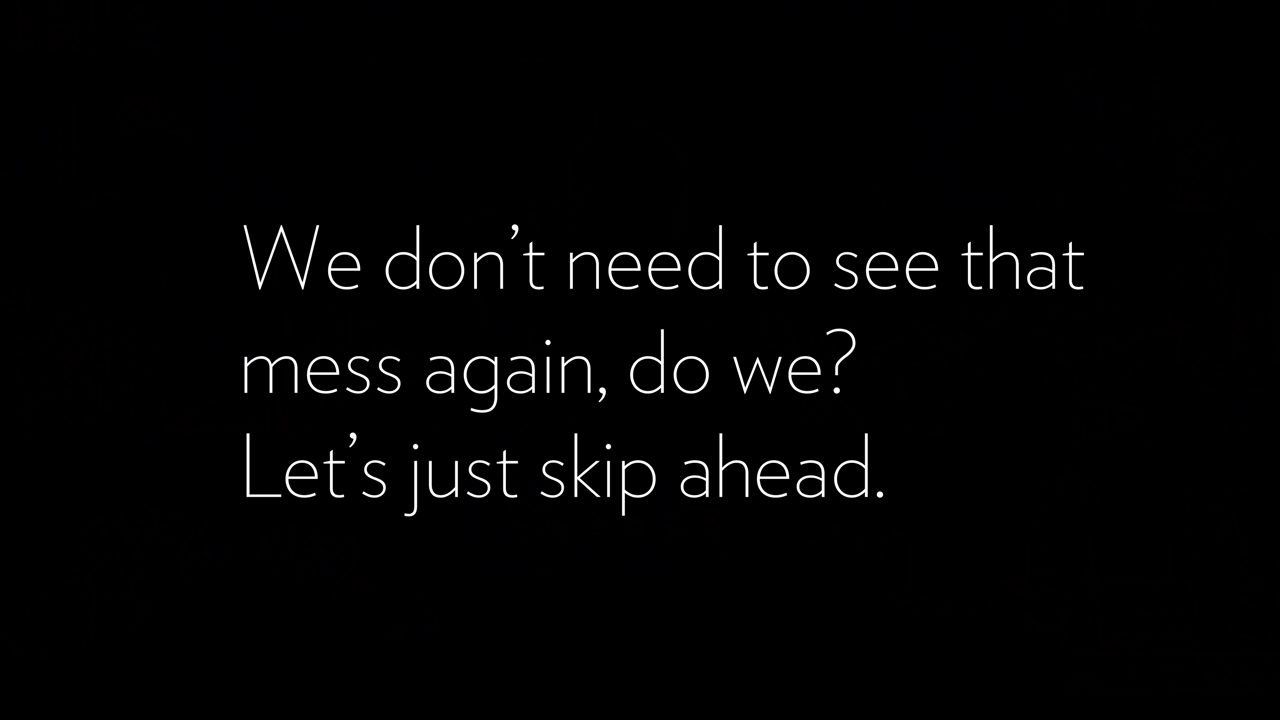 We don’t need to see that
mess again, do we?
Let’s just skip ahead.